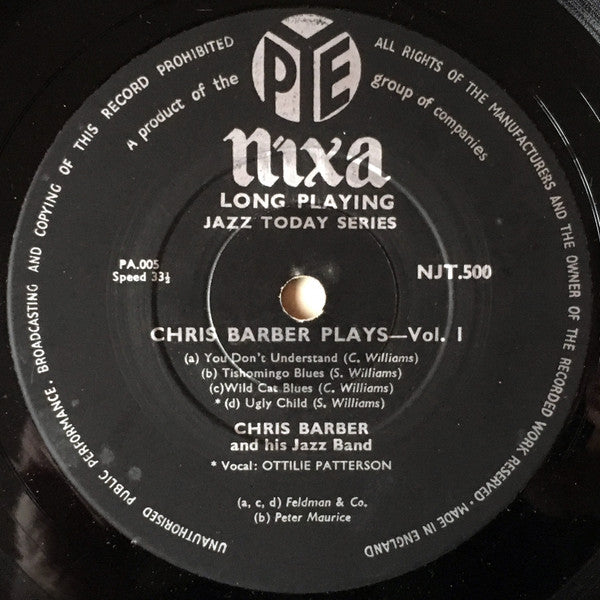 UNAUTHORISED PUBLIC PERFORMANCE, BROADCASTING AND COPYING OF THIS RECORD PROHIBITED
ALL RIGHTS OF THE MANUFACTURERS AND THE OWNER OF THE RECORDED WORK RESERVED · MADE IN ENGLAND
A product of the PYE group of companies
nixa
LONG PLAYING
JAZZ TODAY SERIES
PA.005
Speed 33⅓
NJT.500
CHRIS BARBER PLAYS—Vol. 1
(a) You Don't Understand (C. Williams)
(b) Tishomingo Blues (S. Williams)
(c)Wild Cat Blues (C. Williams)
* (d) Ugly Child (S. Williams)
CHRIS BARBER
and his Jazz Band
* Vocal: OTTILIE PATTERSON
(a, c, d) Feldman & Co.
(b) Peter Maurice